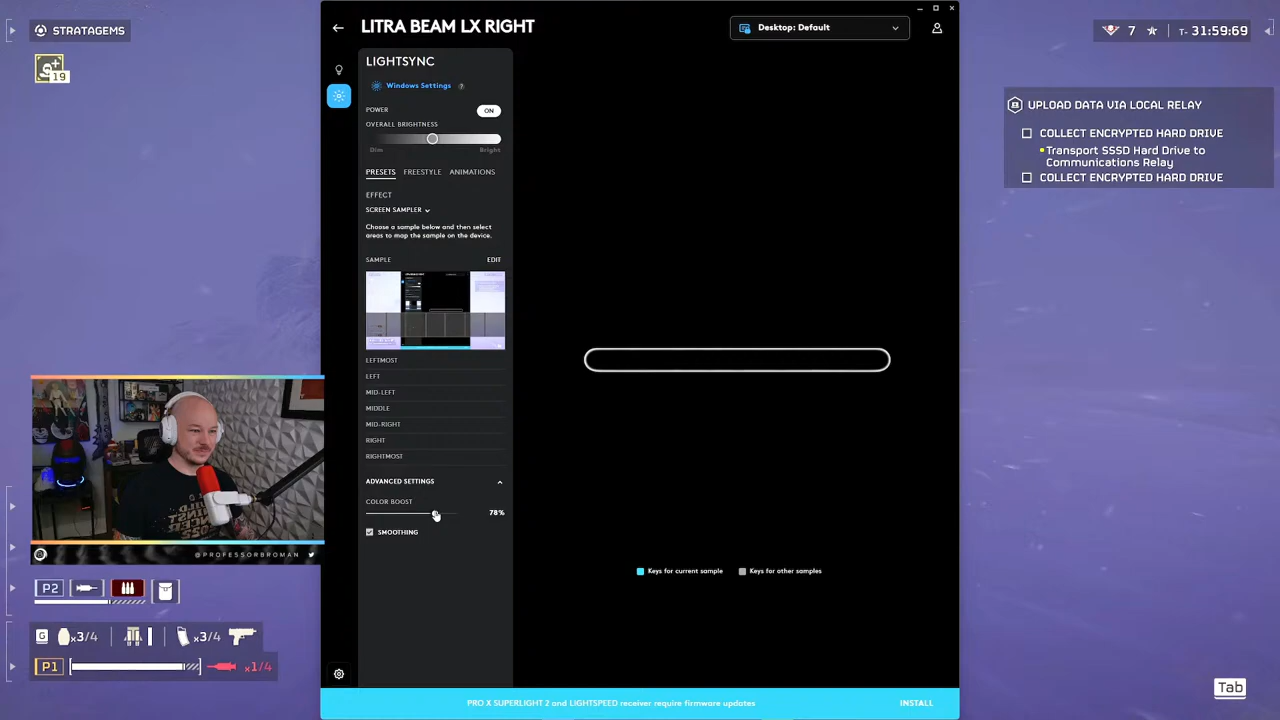 STRATAGEMS
19
LITRA BEAM LX RIGHT
Desktop: Default
7
T- 31:59:69
UPLOAD DATA VIA LOCAL RELAY
COLLECT ENCRYPTED HARD DRIVE
Transport SSSD Hard Drive to
Communications Relay
COLLECT ENCRYPTED HARD DRIVE
LIGHTSYNC
Windows Settings ?
POWER
ON
OVERALL BRIGHTNESS
Dim Bright
PRESETS FREESTYLE ANIMATIONS
EFFECT
SCREEN SAMPLER
Choose a sample below and then select
areas to map the sample on the device.
SAMPLE EDIT
LEFTMOST
LEFT
MID-LEFT
MIDDLE
MID-RIGHT
RIGHT
RIGHTMOST
ADVANCED SETTINGS
COLOR BOOST
78%
SMOOTHING
Keys for current sample Keys for other samples
@PROFESSORBROMAN
P2
G x3/4 x3/4
P1 x1/4
Tab
PRO X SUPERLIGHT 2 and LIGHTSPEED receiver require firmware updates INSTALL